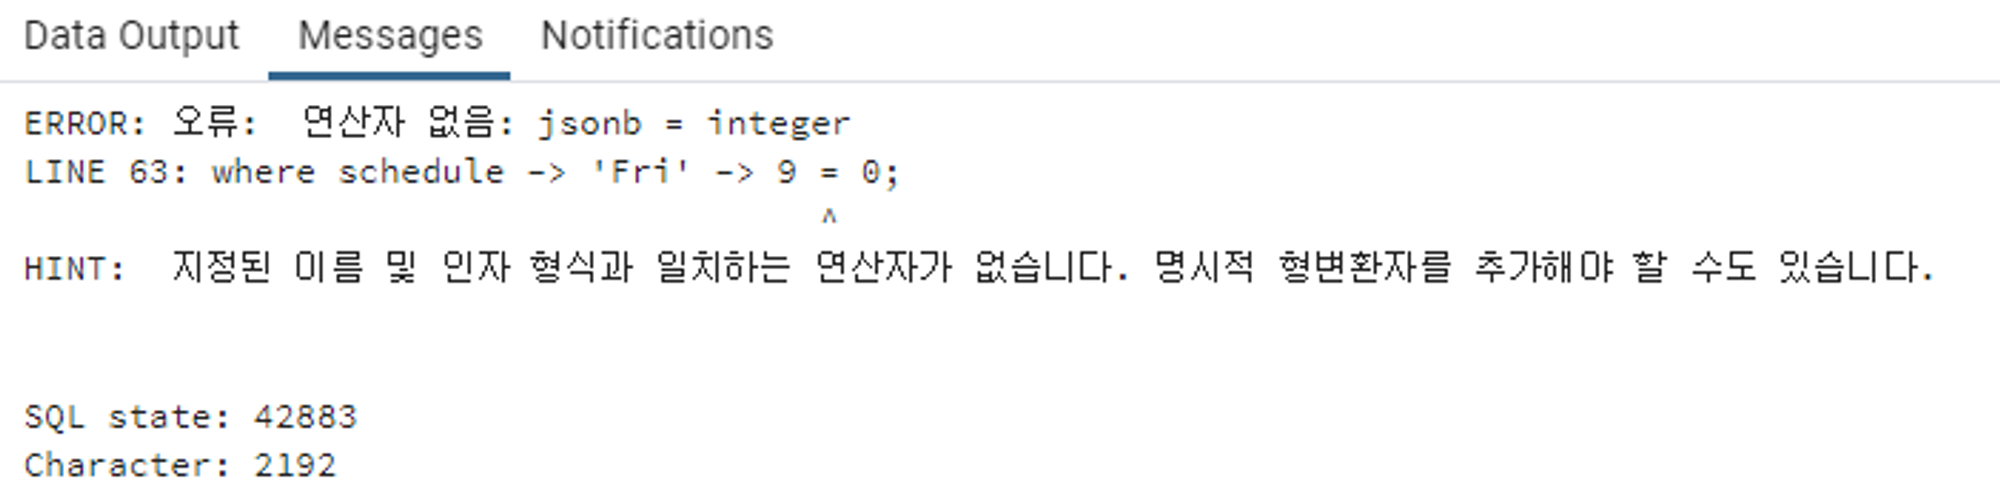 Data Output Messages Notifications
ERROR: 오류:  연산자 없음: jsonb = integer
LINE 63: where schedule -> 'Fri' -> 9 = 0;
^
HINT:  지정된 이름 및 인자 형식과 일치하는 연산자가 없습니다. 명시적 형변환자를 추가해야 할 수도 있습니다.
SQL state: 42883
Character: 2192